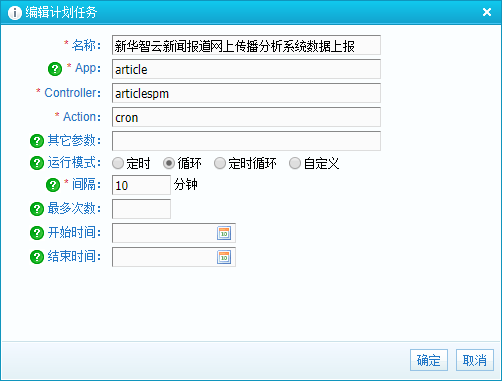 编辑计划任务
* 名称： 新华智云新闻报道网上传播分析系统数据上报
* App： article
* Controller： articlespm
* Action： cron
其它参数：
运行模式： 定时 循环 定时循环 自定义
* 间隔： 10 分钟
最多次数：
开始时间：
结束时间：
确定 取消